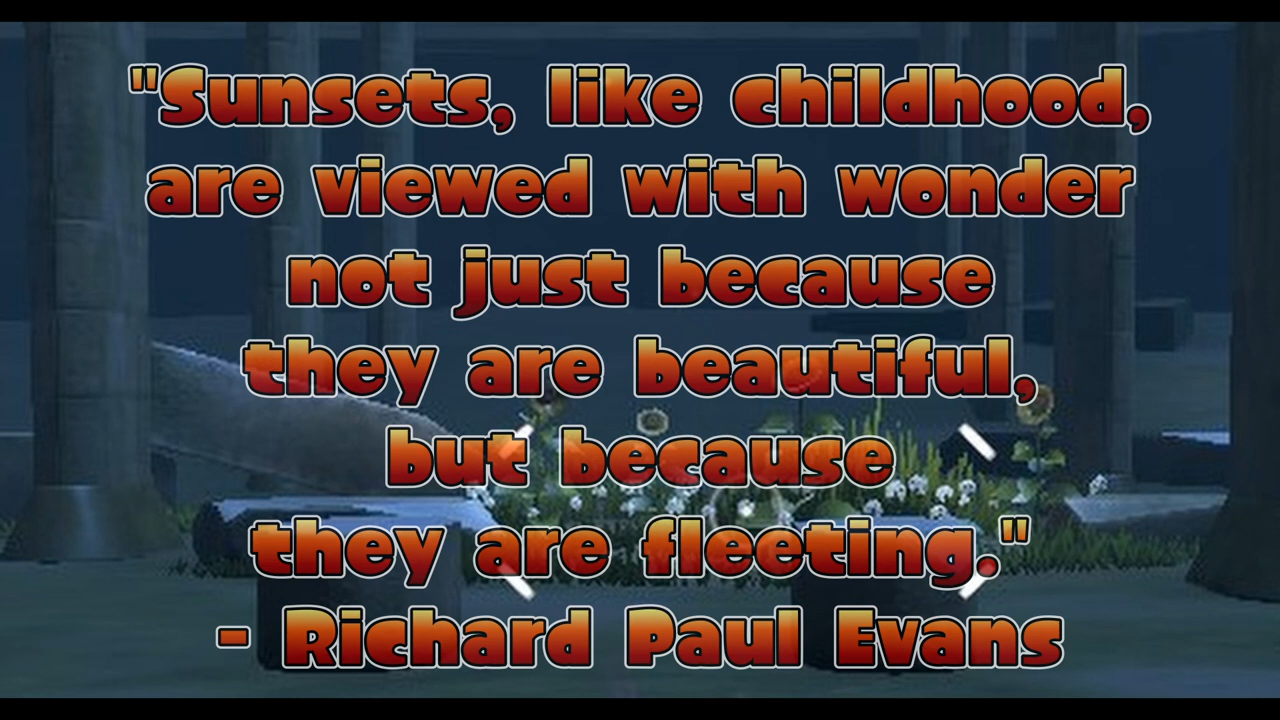 "Sunsets, like childhood,
are viewed with wonder
not just because
they are beautiful,
but because
they are fleeting."
- Richard Paul Evans